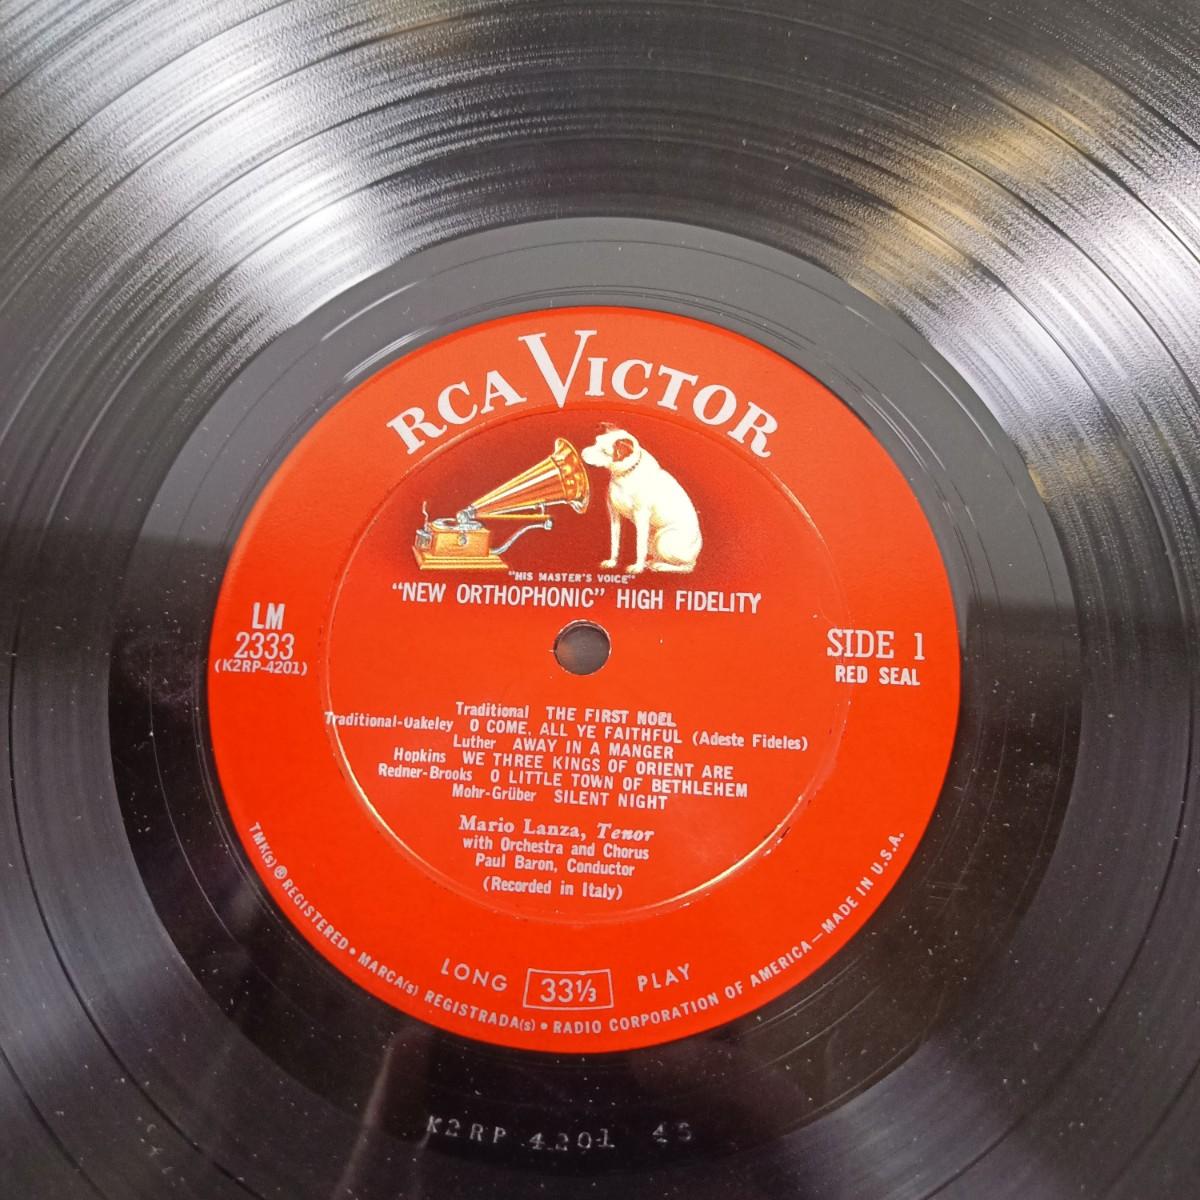 RCA VICTOR
"HIS MASTER'S VOICE"
"NEW ORTHOPHONIC" HIGH FIDELITY
LM
2333
(K2RP-4201)
SIDE 1
RED SEAL
Traditional THE FIRST NOEL
Traditional-Oakeley O COME, ALL YE FAITHFUL (Adeste Fideles)
Luther AWAY IN A MANGER
Hopkins WE THREE KINGS OF ORIENT ARE
Redner-Brooks O LITTLE TOWN OF BETHLEHEM
Mohr-Grüber SILENT NIGHT
Mario Lanza, Tenor
with Orchestra and Chorus
Paul Baron, Conductor
(Recorded in Italy)
LONG 33⅓ PLAY
TMK(s) ® REGISTERED • MARCA(s) REGISTRADA(s) • RADIO CORPORATION OF AMERICA — MADE IN U.S.A.
K2RP 4201